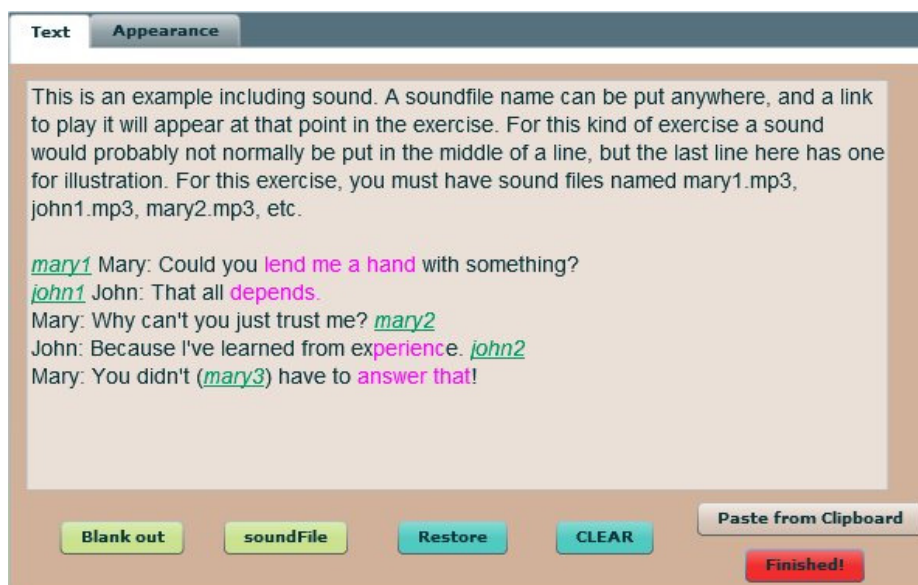 Text Appearance
This is an example including sound. A soundfile name can be put anywhere, and a link
to play it will appear at that point in the exercise. For this kind of exercise a sound
would probably not normally be put in the middle of a line, but the last line here has one
for illustration. For this exercise, you must have sound files named mary1.mp3,
john1.mp3, mary2.mp3, etc.
mary1 Mary: Could you lend me a hand with something?
john1 John: That all depends.
Mary: Why can't you just trust me? mary2
John: Because I've learned from experience. john2
Mary: You didn't (mary3) have to answer that!
Blank out soundFile Restore CLEAR Paste from Clipboard
Finished!